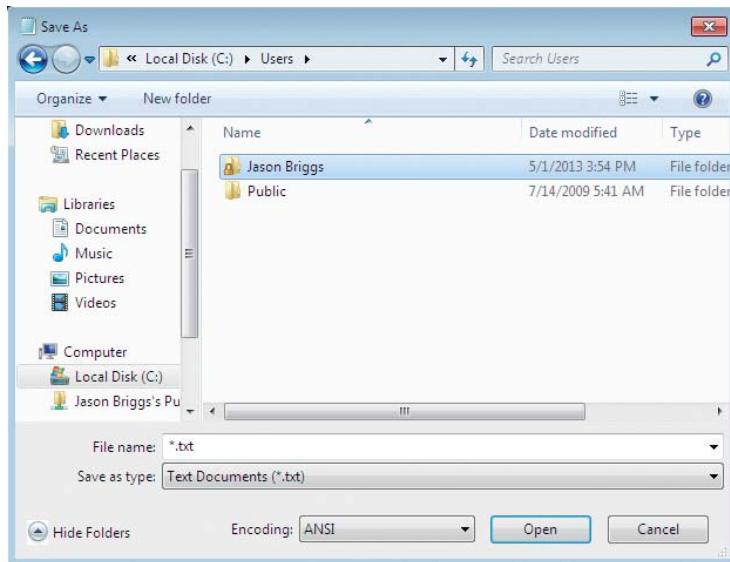 Save As
« Local Disk (C:) Users
Search Users
Organize New folder
Downloads
Recent Places
Libraries
Documents
Music
Pictures
Videos
Computer
Local Disk (C:)
Jason Briggs's Pu
Name Date modified Type
Jason Briggs 5/1/2013 3:54 PM File folder
Public 7/14/2009 5:41 AM File folder
File name: *.txt
Save as type: Text Documents (*.txt)
Hide Folders Encoding: ANSI Open Cancel